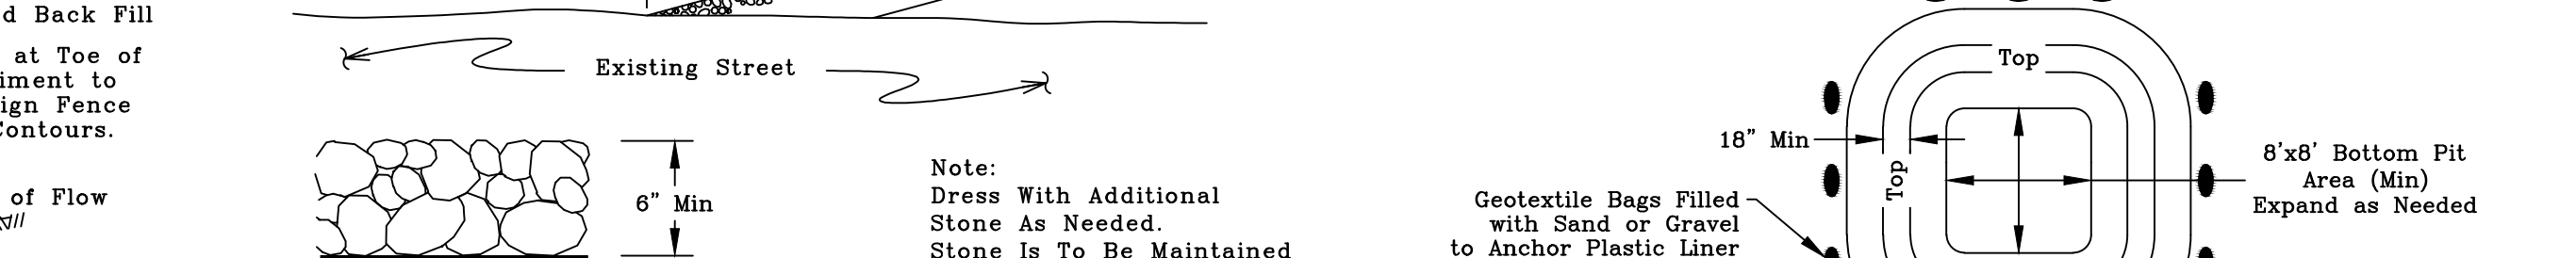 d Back Fill
at Toe of
iment to
ign Fence
Contours.
of Flow
Existing Street
6" Min
Note:
Dress With Additional
Stone As Needed.
Stone Is To Be Maintained
Top
18" Min
Top
Geotextile Bags Filled
with Sand or Gravel
to Anchor Plastic Liner
8'x8' Bottom Pit
Area (Min)
Expand as Needed